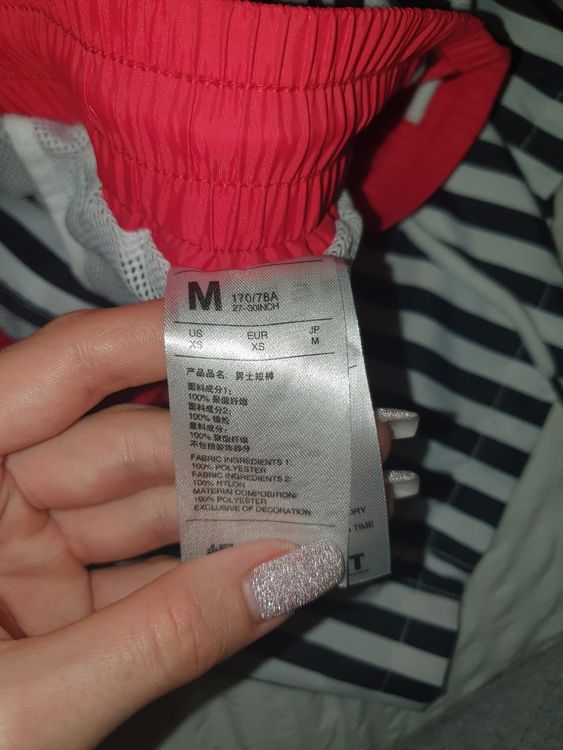 M 170/78A
27-30INCH
US EUR JP
XS XS M
产品品名: 男士短裤
面料成分1:
100% 聚酯纤维
面料成分2:
100% 锦纶
里料成分:
100% 聚酯纤维
不包括装饰部分
FABRIC INGREDIENTS 1:
100% POLYESTER
FABRIC INGREDIENTS 2:
100% NYLON
MATERIAL COMPOSITION:
100% POLYESTER
EXCLUSIVE OF DECORATION
TIME